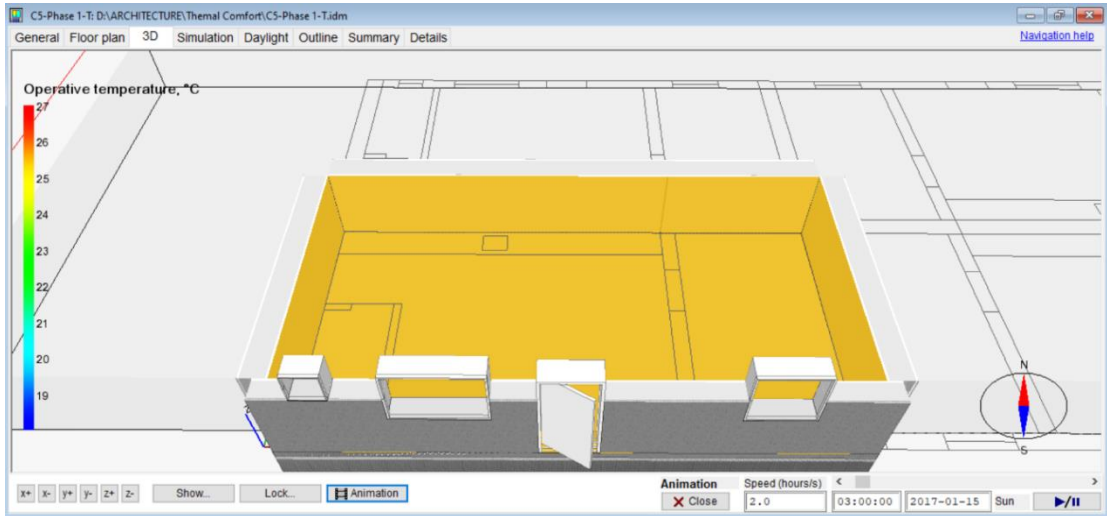 C5-Phase 1-T: D:\ARCHITECTURE\Themal Comfort\C5-Phase 1-T.idm
General Floor plan 3D Simulation Daylight Outline Summary Details Navigation help
Operative temperature, °C
27
26
25
24
23
22
21
20
19
N
S
x+ x- y+ y- z+ z- Show... Lock... Animation
Animation Speed (hours/s)
Close 2.0 03:00:00 2017-01-15 Sun